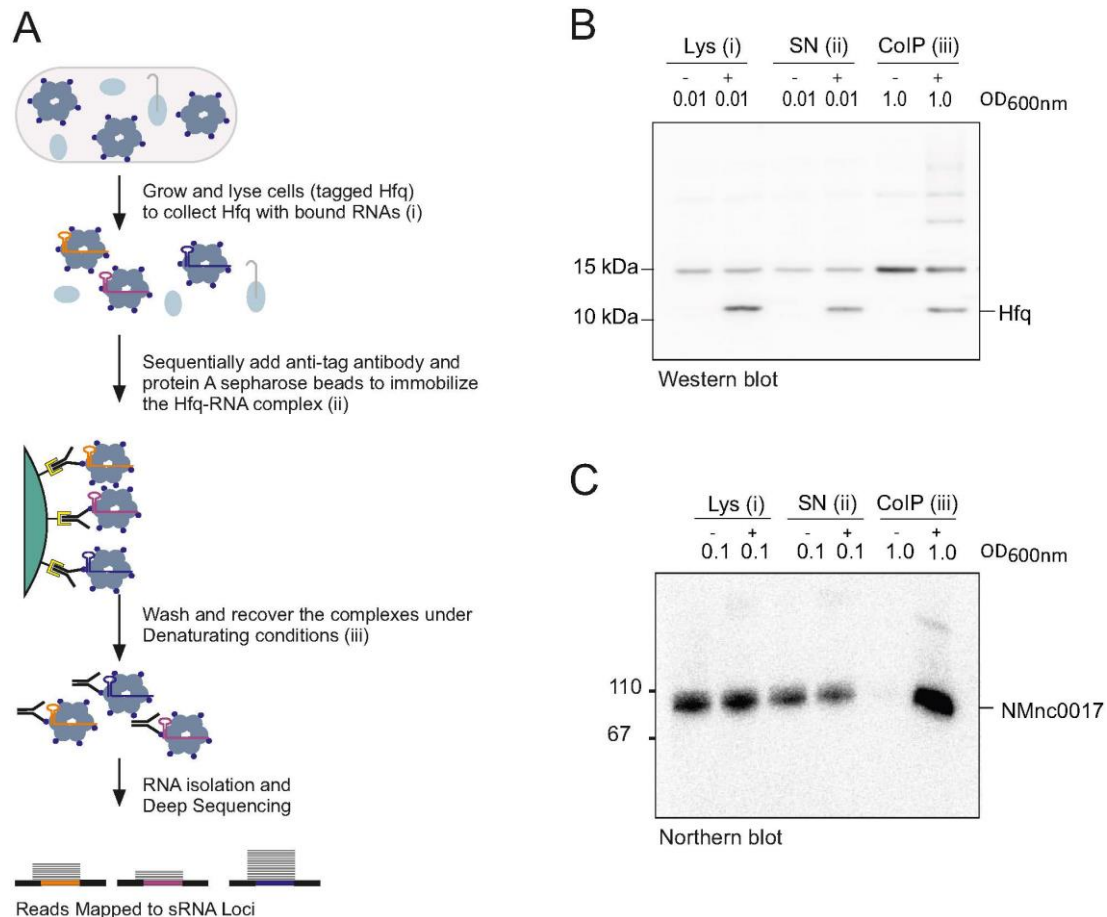 A
Grow and lyse cells (tagged Hfq)
to collect Hfq with bound RNAs (i)
Sequentially add anti-tag antibody and
protein A sepharose beads to immobilize
the Hfq-RNA complex (ii)
Wash and recover the complexes under
Denaturating conditions (iii)
RNA isolation and
Deep Sequencing
Reads Mapped to sRNA Loci
B
Lys (i) SN (ii) CoIP (iii)
- + - + - +
0.01 0.01 0.01 0.01 1.0 1.0 OD600nm
15 kDa
10 kDa
Hfq
Western blot
C
Lys (i) SN (ii) CoIP (iii)
- + - + - +
0.1 0.1 0.1 0.1 1.0 1.0 OD600nm
110
67
NMnc0017
Northern blot